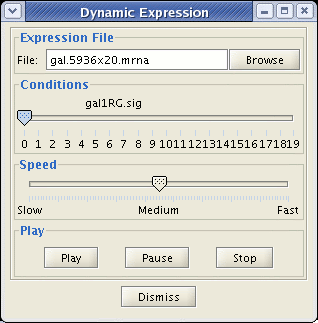 Dynamic Expression
Expression File
File: gal.5936x20.mrna Browse
Conditions
gal1RG.sig
0 1 2 3 4 5 6 7 8 9 10 11 12 13 14 15 16 17 18 19
Speed
Slow Medium Fast
Play
Play Pause Stop
Dismiss